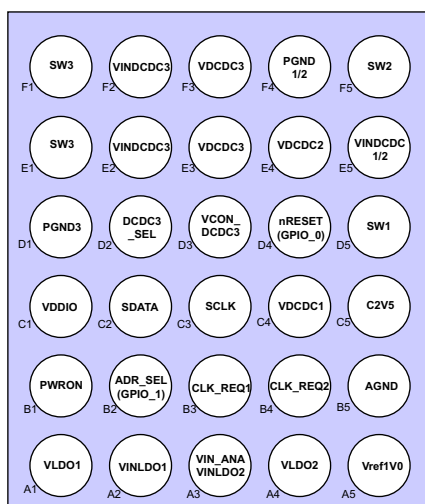 SW3 VINDCDC3 VDCDC3 PGND SW2
1/2
F1 F2 F3 F4 F5
SW3 VINDCDC3 VDCDC3 VDCDC2 VINDCDC
1/2
E1 E2 E3 E4 E5
PGND3 DCDC3 VCON_ nRESET SW1
_SEL DCDC3 (GPIO_0)
D1 D2 D3 D4 D5
VDDIO SDATA SCLK VDCDC1 C2V5
C1 C2 C3 C4 C5
PWRON ADR_SEL CLK_REQ1 CLK_REQ2 AGND
(GPIO_1)
B1 B2 B3 B4 B5
VLDO1 VINLDO1 VIN_ANA VLDO2 Vref1V0
VINLDO2
A1 A2 A3 A4 A5